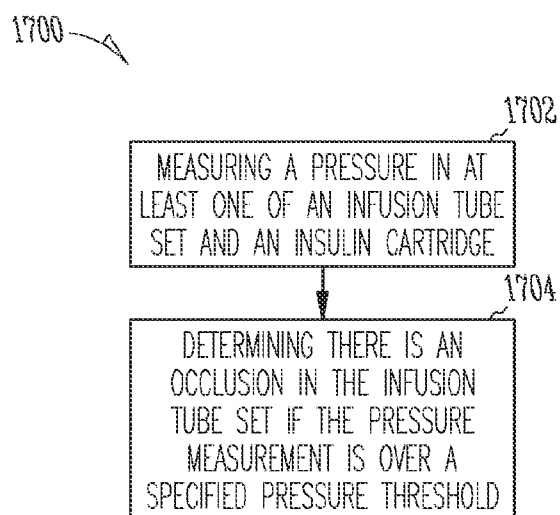 1700
1702
MEASURING A PRESSURE IN AT
LEAST ONE OF AN INFUSION TUBE
SET AND AN INSULIN CARTRIDGE
1704
DETERMINING THERE IS AN
OCCLUSION IN THE INFUSION
TUBE SET IF THE PRESSURE
MEASUREMENT IS OVER A
SPECIFIED PRESSURE THRESHOLD